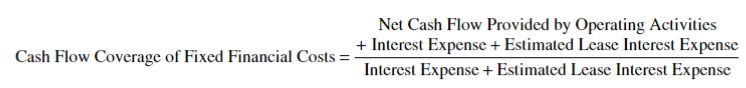 Net Cash Flow Provided by Operating Activities
+ Interest Expense + Estimated Lease Interest Expense
Cash Flow Coverage of Fixed Financial Costs =
Interest Expense + Estimated Lease Interest Expense